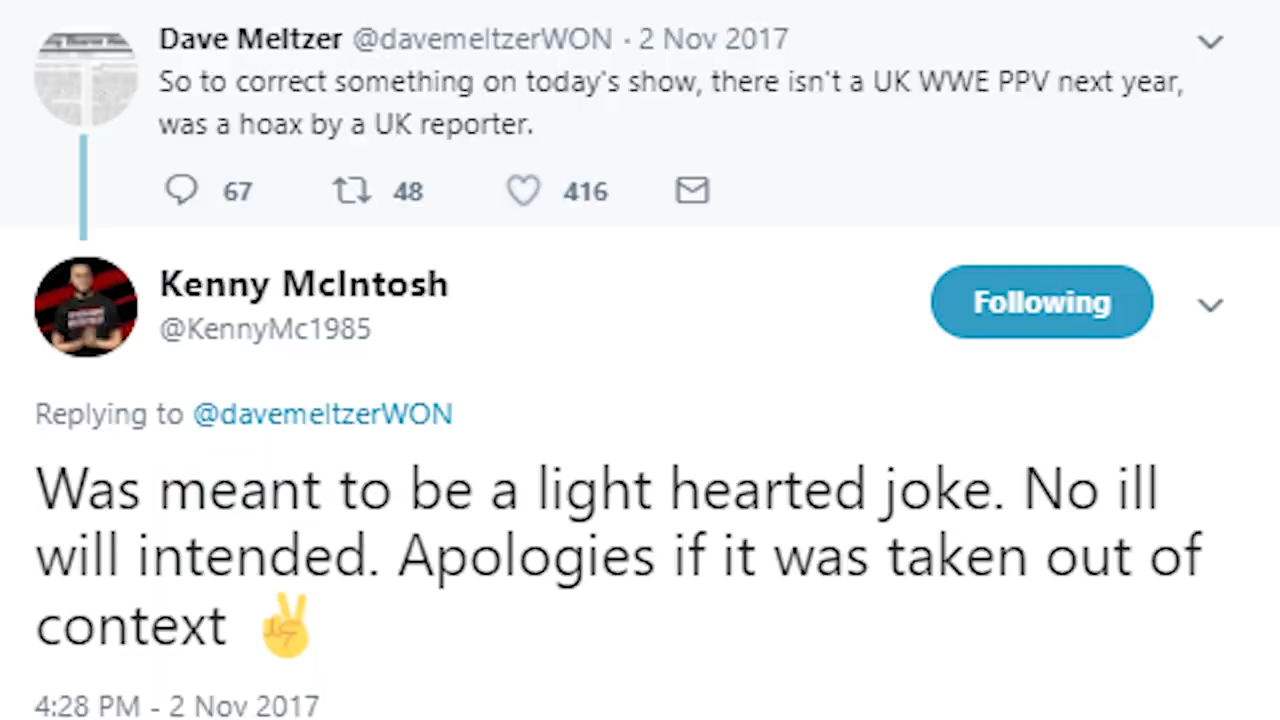 Dave Meltzer @davemeltzerWON · 2 Nov 2017
So to correct something on today's show, there isn't a UK WWE PPV next year,
was a hoax by a UK reporter.
67 48 416
Kenny McIntosh
@KennyMc1985
Following
Replying to @davemeltzerWON
Was meant to be a light hearted joke. No ill
will intended. Apologies if it was taken out of
context ✌
4:28 PM - 2 Nov 2017